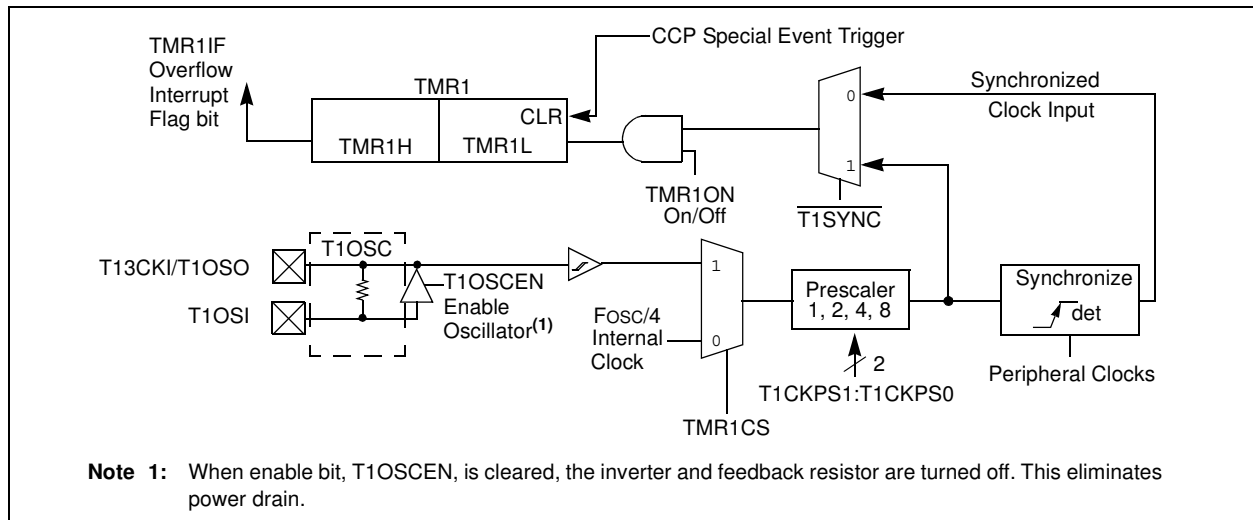 CCP Special Event Trigger
TMR1IF
Overflow
Interrupt
Flag bit
TMR1
CLR
TMR1H
TMR1L
TMR1ON
On/Off
0
1
T1SYNC
Synchronized
Clock Input
T13CKI/T1OSO
T1OSI
T1OSC
T1OSCEN
Enable
Oscillator(1)
FOSC/4
Internal
Clock
1
0
TMR1CS
Prescaler
1, 2, 4, 8
2
T1CKPS1:T1CKPS0
Synchronize
det
Peripheral Clocks
Note 1: When enable bit, T1OSCEN, is cleared, the inverter and feedback resistor are turned off. This eliminates
power drain.